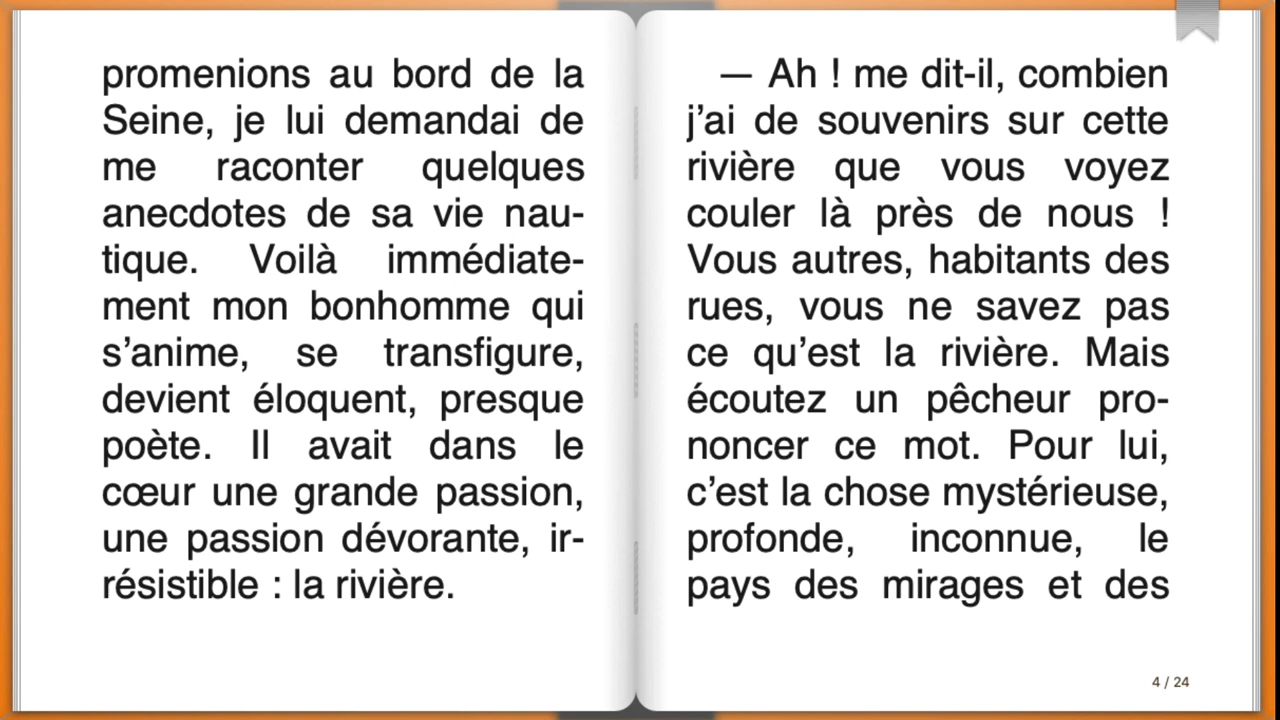 promenions au bord de la
Seine, je lui demandai de
me raconter quelques
anecdotes de sa vie nau-
tique. Voilà immédiate-
ment mon bonhomme qui
s’anime, se transfigure,
devient éloquent, presque
poète. Il avait dans le
cœur une grande passion,
une passion dévorante, ir-
résistible : la rivière.
— Ah ! me dit-il, combien
j’ai de souvenirs sur cette
rivière que vous voyez
couler là près de nous !
Vous autres, habitants des
rues, vous ne savez pas
ce qu’est la rivière. Mais
écoutez un pêcheur pro-
noncer ce mot. Pour lui,
c’est la chose mystérieuse,
profonde, inconnue, le
pays des mirages et des
4 / 24